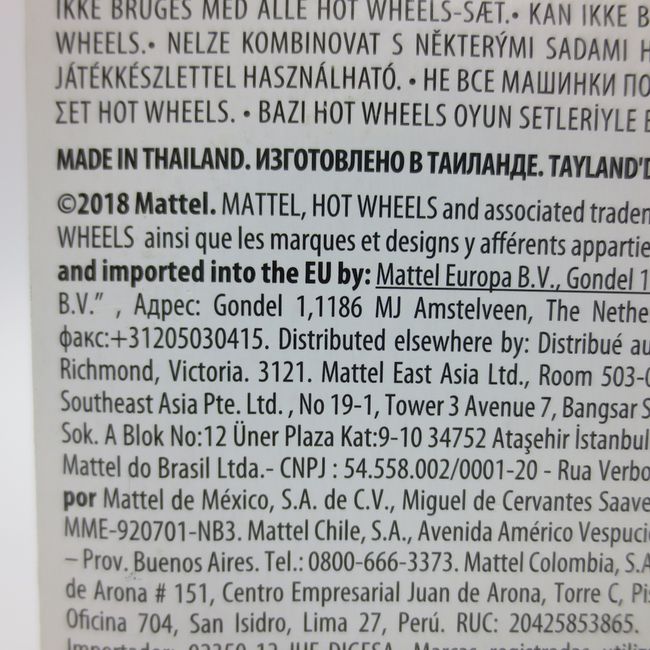 IKKE BRUGES MED ALLE HOT WHEELS-SÆT. • KAN IKKE B
WHEELS. • NELZE KOMBINOVAT S NĚKTERÝMI SADAMI H
JÁTÉKKÉSZLETTEL HASZNÁLHATÓ. • НЕ ВСЕ МАШИНКИ ПО
ΣΕΤ HOT WHEELS. • BAZI HOT WHEELS OYUN SETLERİYLE B
MADE IN THAILAND. ИЗГОТОВЛЕНО В ТАИЛАНДЕ. TAYLAND'D
©2018 Mattel. MATTEL, HOT WHEELS and associated tradem
WHEELS ainsi que les marques et designs y afférents appartie
and imported into the EU by: Mattel Europa B.V., Gondel 1
B.V." , Адрес: Gondel 1,1186 MJ Amstelveen, The Nethe
факс:+31205030415. Distributed elsewhere by: Distribué au
Richmond, Victoria. 3121. Mattel East Asia Ltd., Room 503-0
Southeast Asia Pte. Ltd. , No 19-1, Tower 3 Avenue 7, Bangsar S
Sok. A Blok No:12 Üner Plaza Kat:9-10 34752 Ataşehir İstanbul
Mattel do Brasil Ltda.- CNPJ : 54.558.002/0001-20 - Rua Verbo
por Mattel de México, S.A. de C.V., Miguel de Cervantes Saave
MME-920701-NB3. Mattel Chile, S.A., Avenida Américo Vespucio
– Prov. Buenos Aires. Tel.: 0800-666-3373. Mattel Colombia, S.A
de Arona # 151, Centro Empresarial Juan de Arona, Torre C, Pis
Oficina 704, San Isidro, Lima 27, Perú. RUC: 20425853865.